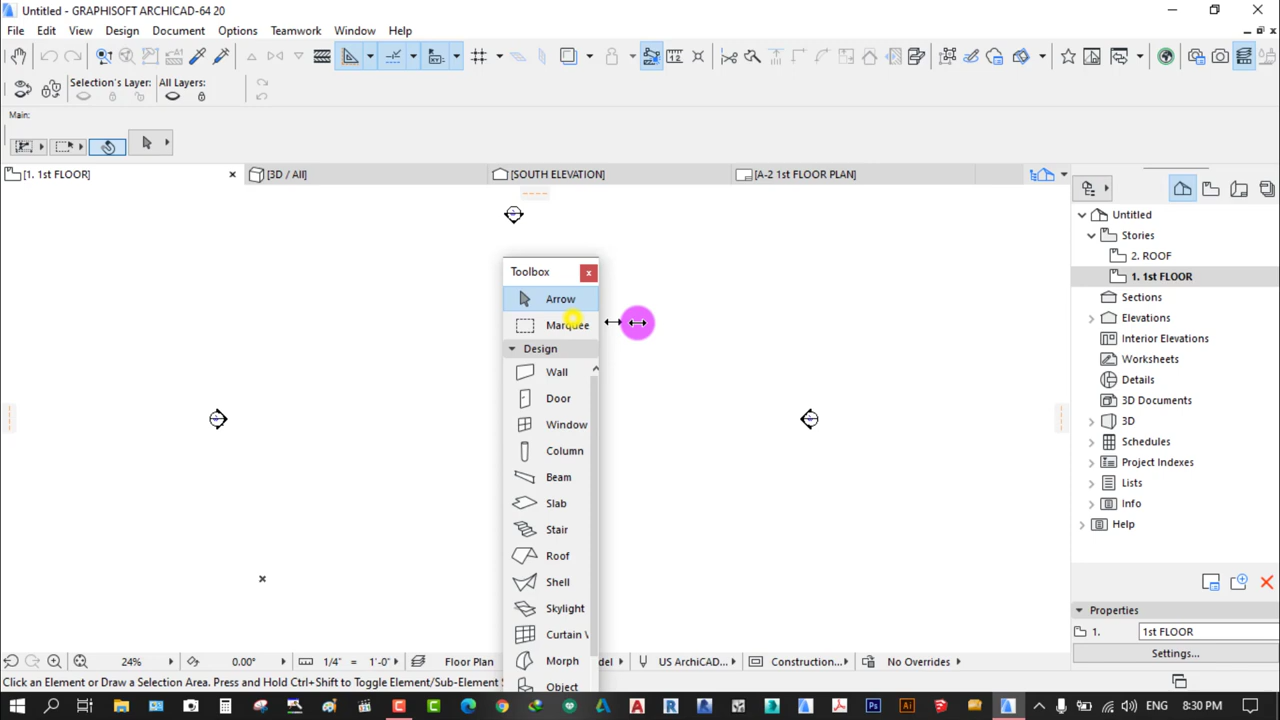 Untitled - GRAPHISOFT ARCHICAD-64 20
File Edit View Design Document Options Teamwork Window Help
Selection's Layer: All Layers:
Main:
[1. 1st FLOOR]
[3D / All]
[SOUTH ELEVATION]
[A-2 1st FLOOR PLAN]
Toolbox
Arrow
Marquee
Design
Wall
Door
Window
Column
Beam
Slab
Stair
Roof
Shell
Skylight
Curtain
Morph
Object
Untitled
Stories
2. ROOF
1. 1st FLOOR
Sections
Elevations
Interior Elevations
Worksheets
Details
3D Documents
3D
Schedules
Project Indexes
Lists
Info
Help
Properties
1. 1st FLOOR
Settings...
24% 0.00° 1/4" = 1'-0" Floor Plan del US ArchiCAD... Construction... No Overrides
Click an Element or Draw a Selection Area. Press and Hold Ctrl+Shift to Toggle Element/Sub-Element S
ENG 8:30 PM